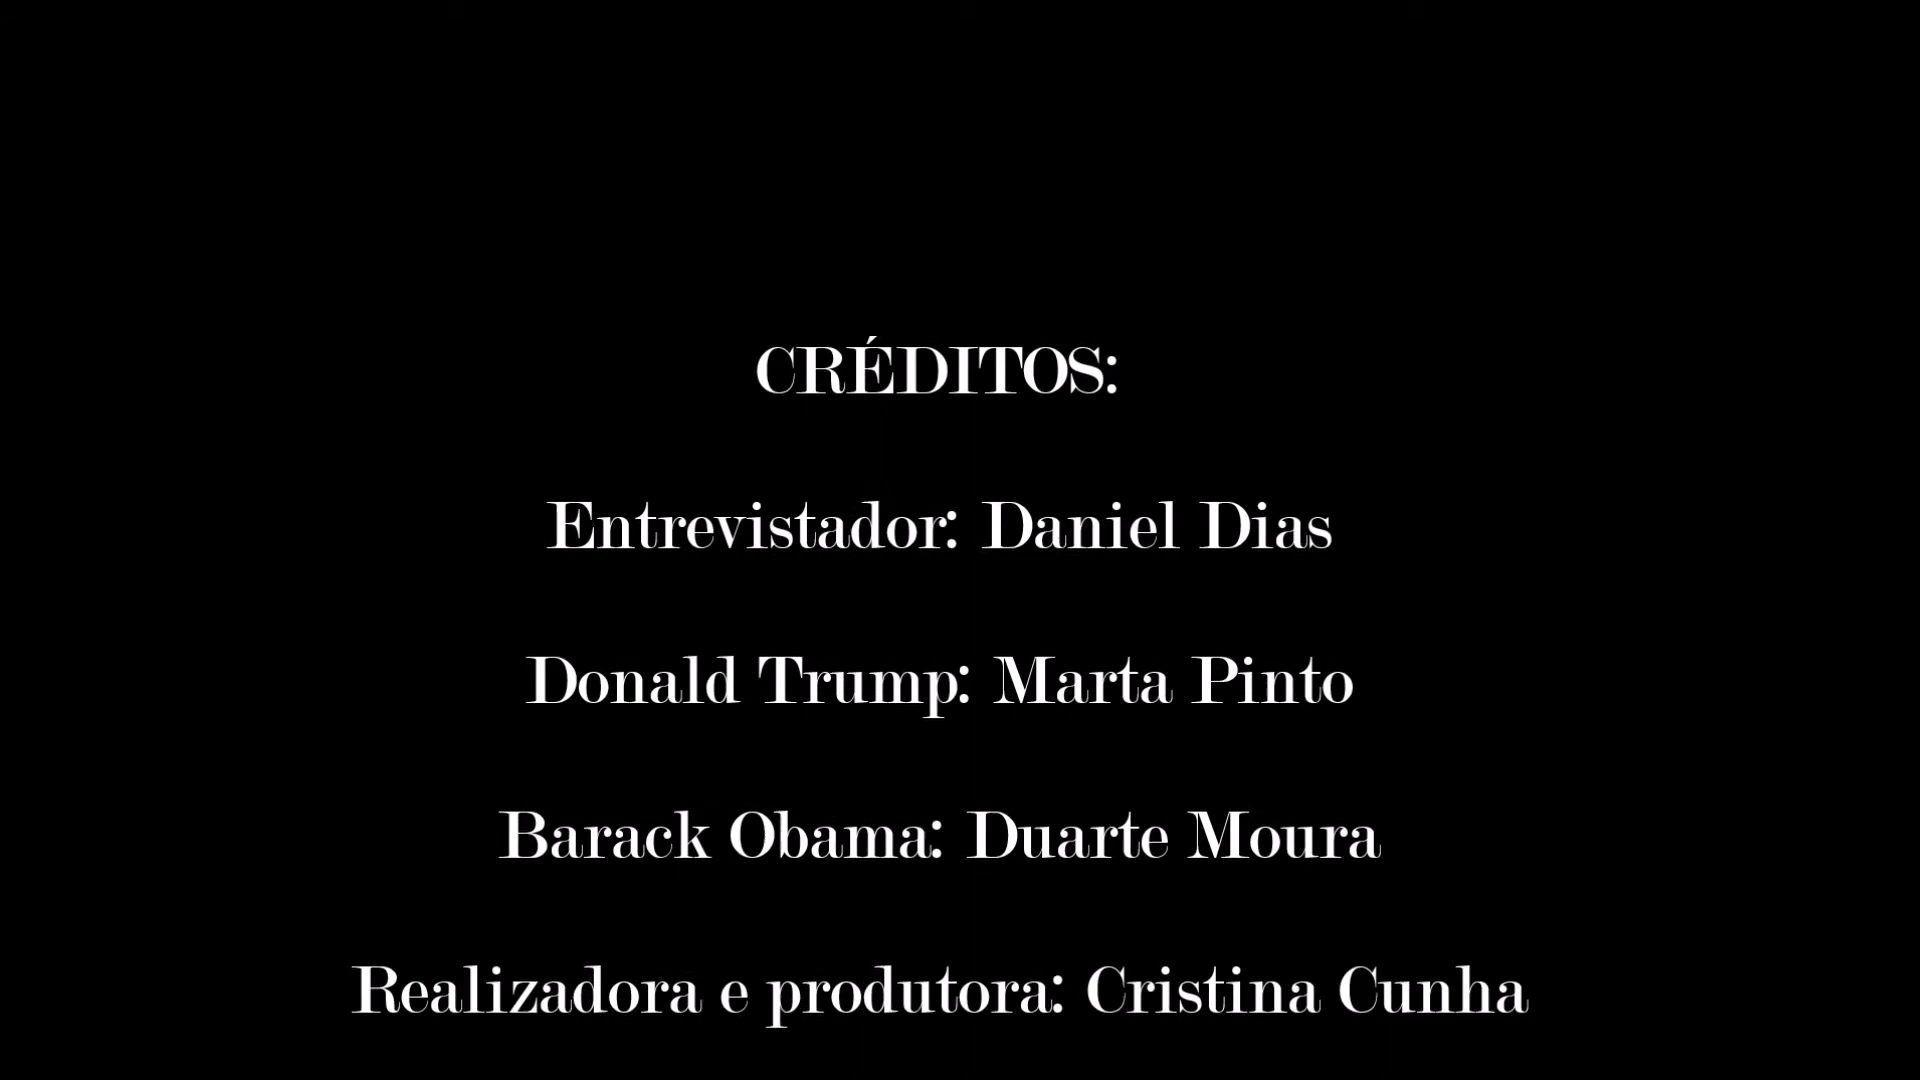 CRÉDITOS:
Entrevistador: Daniel Dias
Donald Trump: Marta Pinto
Barack Obama: Duarte Moura
Realizadora e produtora: Cristina Cunha